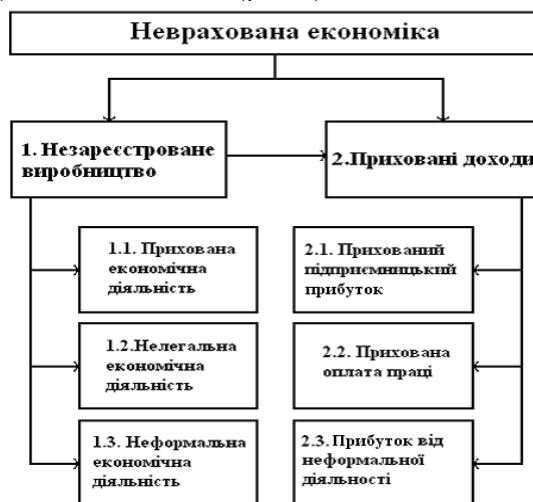 Неврахована економіка
1. Незареєстроване
виробництво
2.Приховані доходи
1.1. Прихована
економічна
діяльність
2.1. Прихований
підприємницький
прибуток
1.2.Нелегальна
економічна
діяльність
2.2. Прихована
оплата праці
1.3. Неформальна
економічна
діяльність
2.3.Прибуток від
неформальної
діяльності